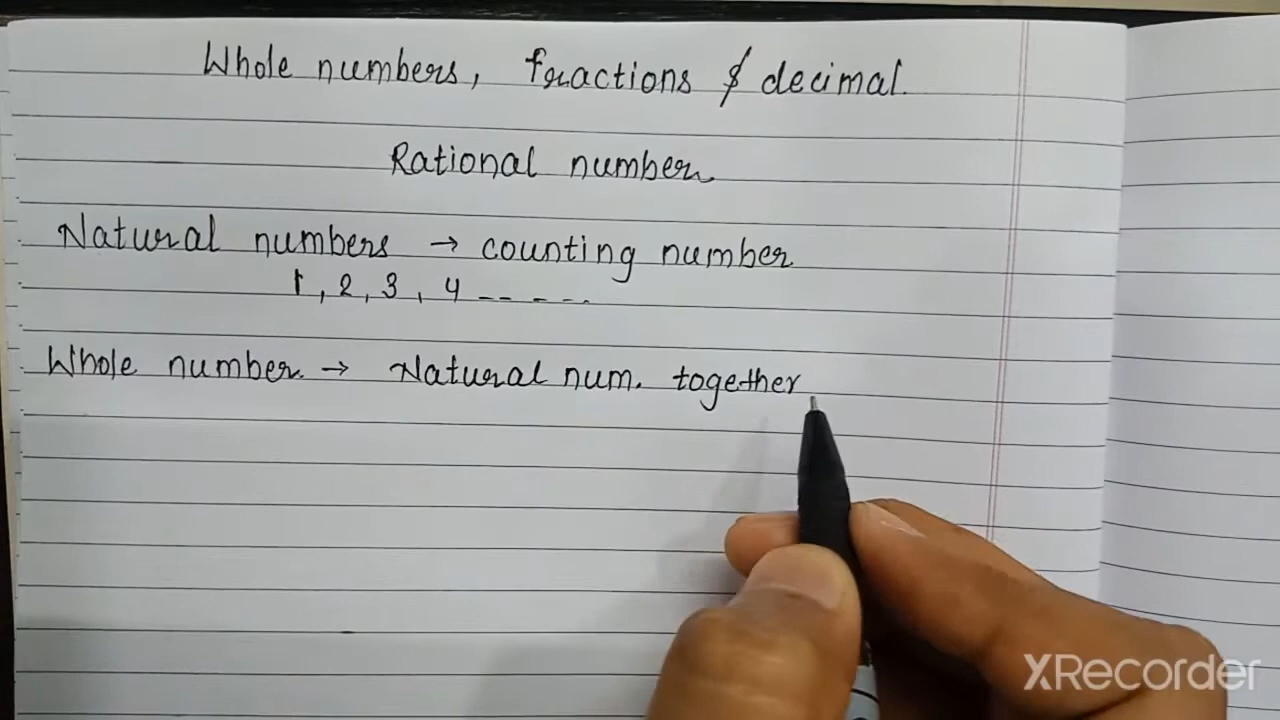 Whole numbers, fractions & decimal.
Rational number
Natural numbers → counting number
1, 2, 3, 4 -----
Whole number → Natural num. together
XRecorder